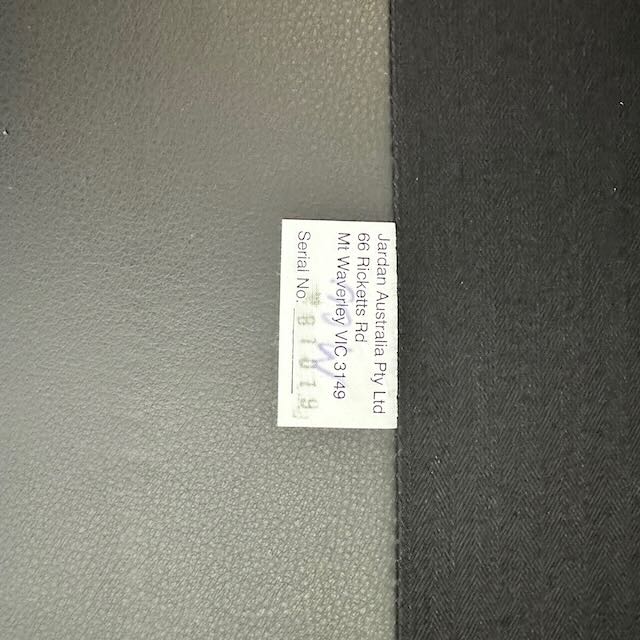 Jardan Australia Pty Ltd
66 Ricketts Rd
Mt Waverley VIC 3149
Serial No.